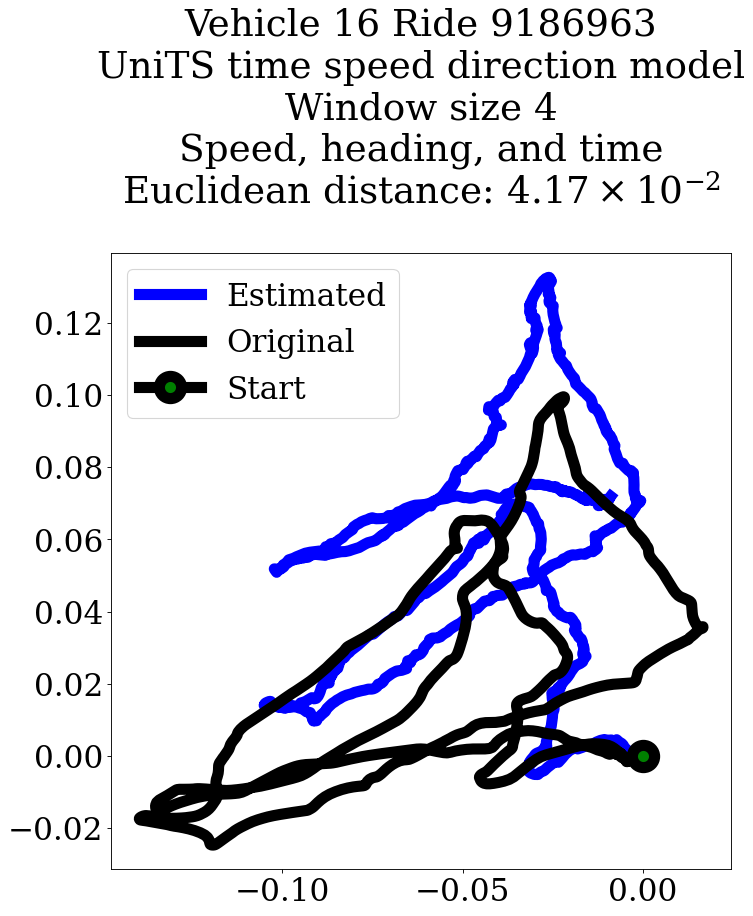 Vehicle 16 Ride 9186963
UniTS time speed direction model
Window size 4
Speed, heading, and time
Euclidean distance: 4.17 × 10⁻²
Estimated
Original
Start
0.12
0.10
0.08
0.06
0.04
0.02
0.00
−0.02
−0.10 −0.05 0.00